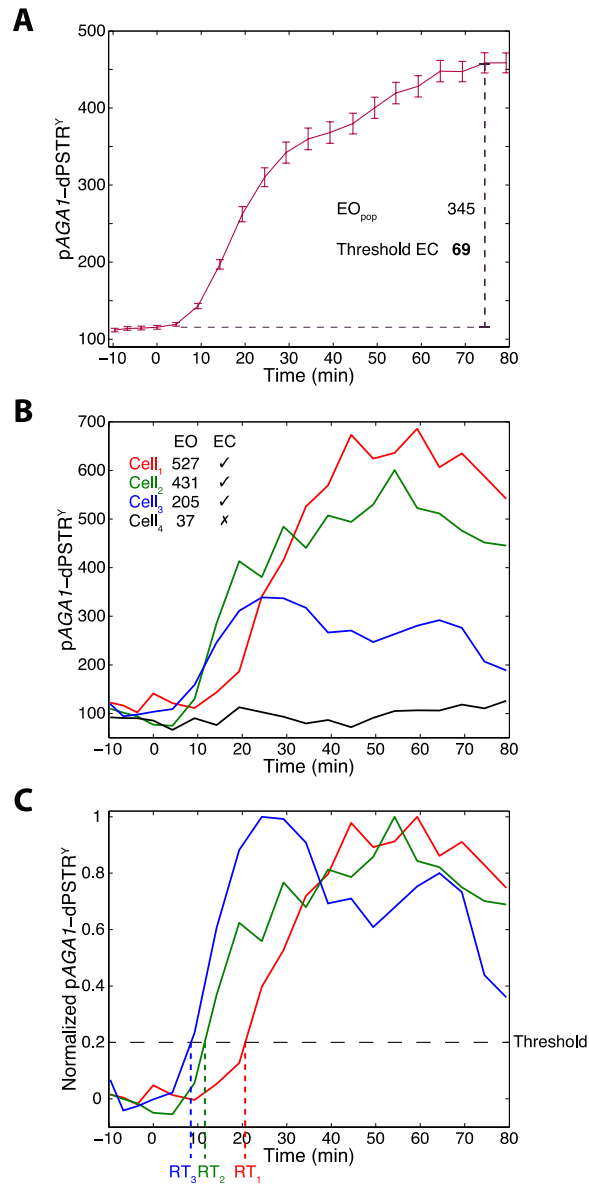 A
500
400
300
200
100
pAGA1–dPSTRᵞ
EOpop 345
Threshold EC 69
–10 0 10 20 30 40 50 60 70 80
Time (min)
B
700
600
500
400
300
200
100
pAGA1–dPSTRᵞ
EO EC
Cell₁ 527 ✓
Cell₂ 431 ✓
Cell₃ 205 ✓
Cell₄ 37 ✗
–10 0 10 20 30 40 50 60 70 80
Time (min)
C
1
0.8
0.6
0.4
0.2
0
Normalized pAGA1–dPSTRᵞ
Threshold
–10 0 10 20 30 40 50 60 70 80
Time (min)
RT₃ RT₂ RT₁